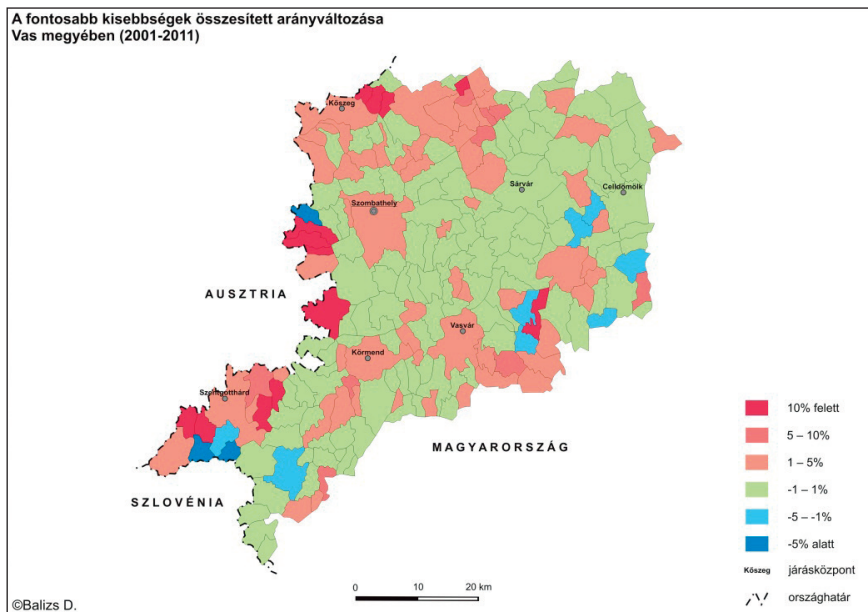 A fontosabb kisebbségek összesített arányváltozása
Vas megyében (2001-2011)
Kőszeg
Sárvár
Celldömölk
Szombathely
AUSZTRIA
Vasvár
Körmend
Szentgotthárd
MAGYARORSZÁG
SZLOVÉNIA
10% felett
5 – 10%
1 – 5%
-1 – 1%
-5 – -1%
-5% alatt
Kőszeg járásközpont
országhatár
0 10 20 km
©Balizs D.